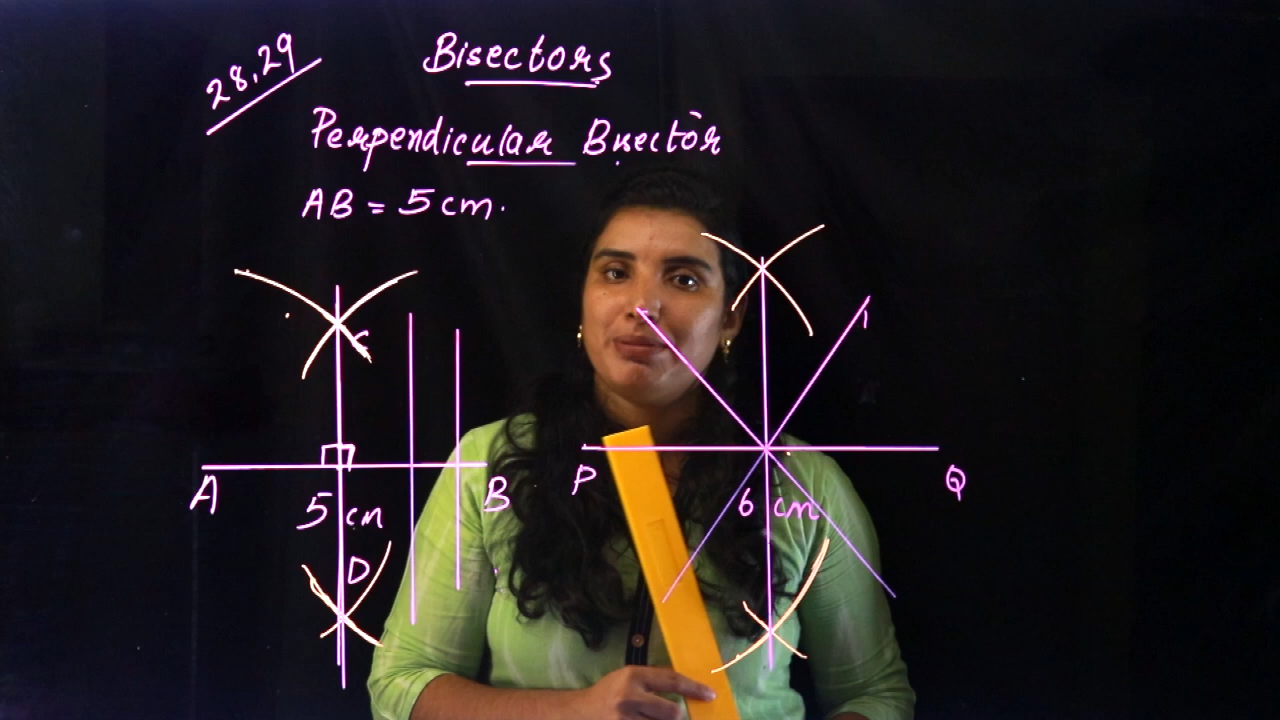 28,29
Bisectors
Perpendicular Bisector
AB = 5 cm.
C
A
B
5 cm
D
P
Q
6 cm